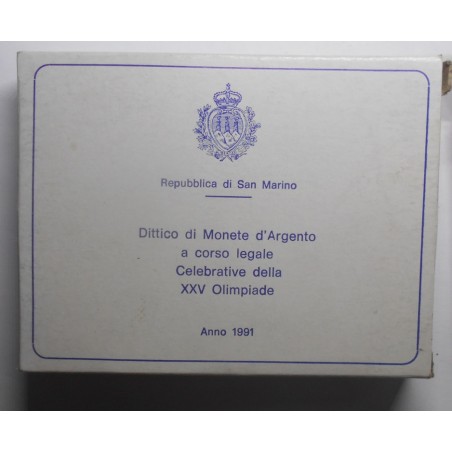 Repubblica di San Marino
Dittico di Monete d'Argento
a corso legale
Celebrative della
XXV Olimpiade
Anno 1991